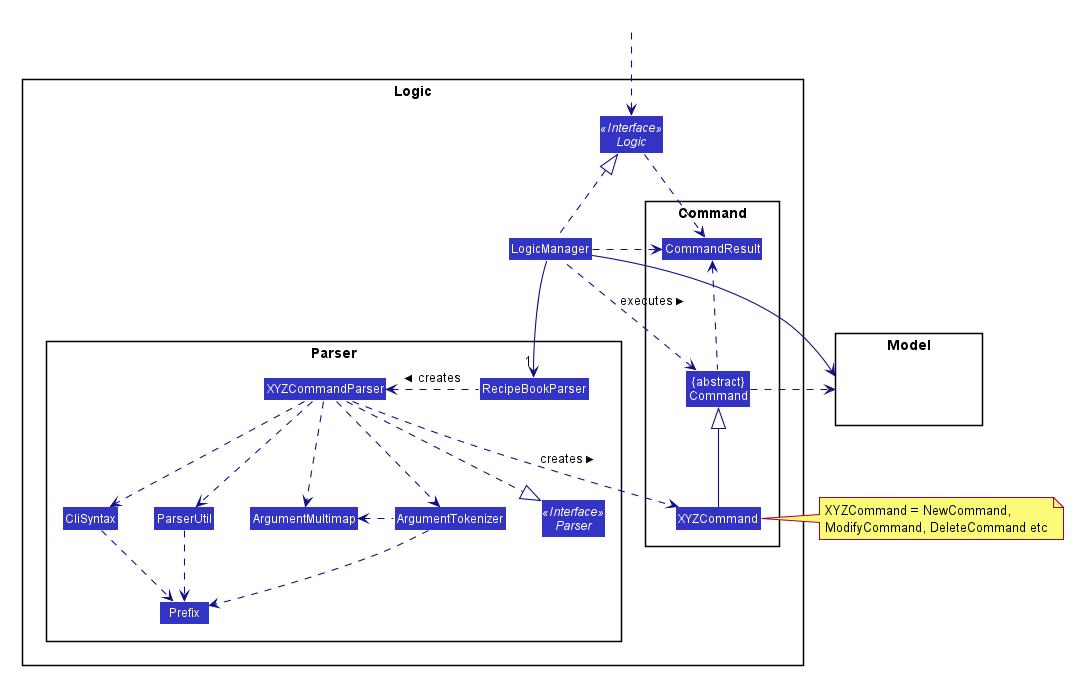 Logic
«Interface»
Logic
Command
LogicManager
CommandResult
executes ►
Parser
Model
1
◄ creates
XYZCommandParser
RecipeBookParser
{abstract}
Command
creates ►
CliSyntax
ParserUtil
ArgumentMultimap
ArgumentTokenizer
«Interface»
Parser
XYZCommand
XYZCommand = NewCommand,
ModifyCommand, DeleteCommand etc
Prefix